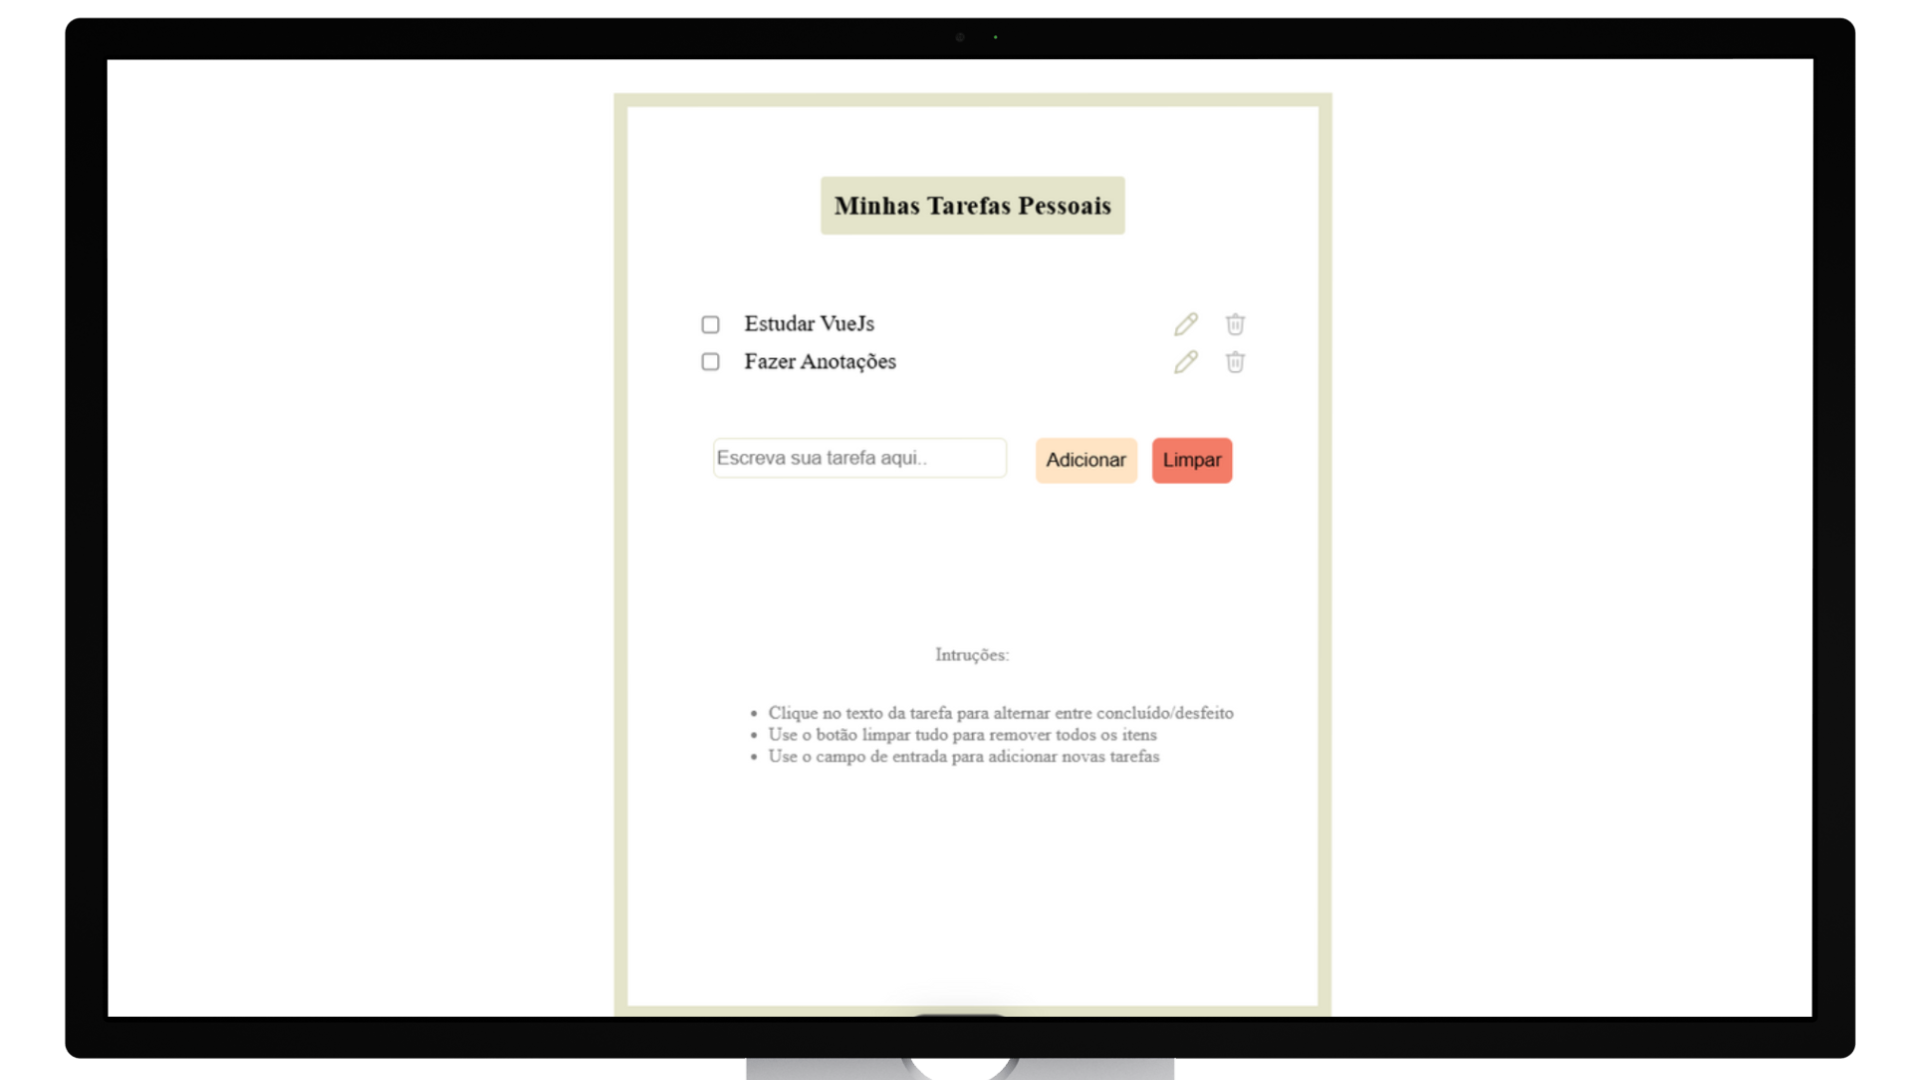 Minhas Tarefas Pessoais
Estudar VueJs
Fazer Anotações
Escreva sua tarefa aqui.. Adicionar Limpar
Intruções:
• Clique no texto da tarefa para alternar entre concluído/desfeito
• Use o botão limpar tudo para remover todos os itens
• Use o campo de entrada para adicionar novas tarefas